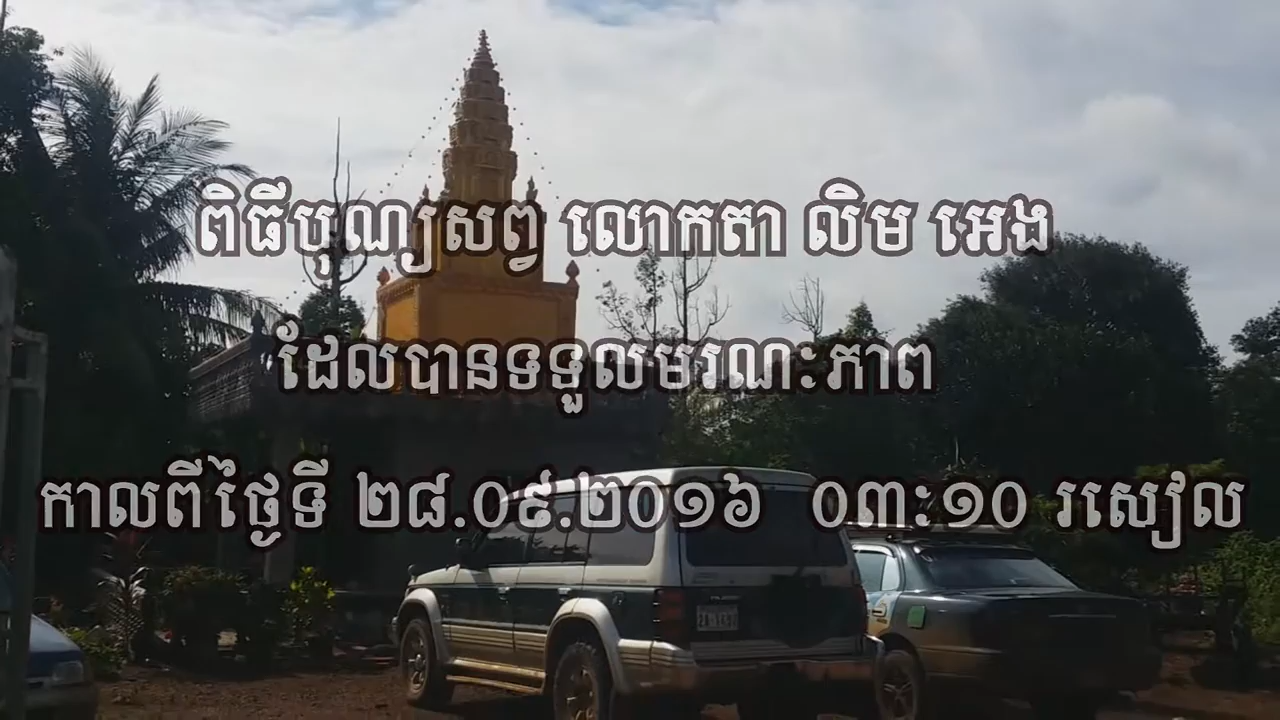 ពិធីបុណ្យសព្វ លោកតា លិម អេង
ដែលបានទទួលមរណៈភាព
កាលពីថ្ងៃទី ២៨.០៩.២០១៦ ០៣ៈ១០ រសៀល